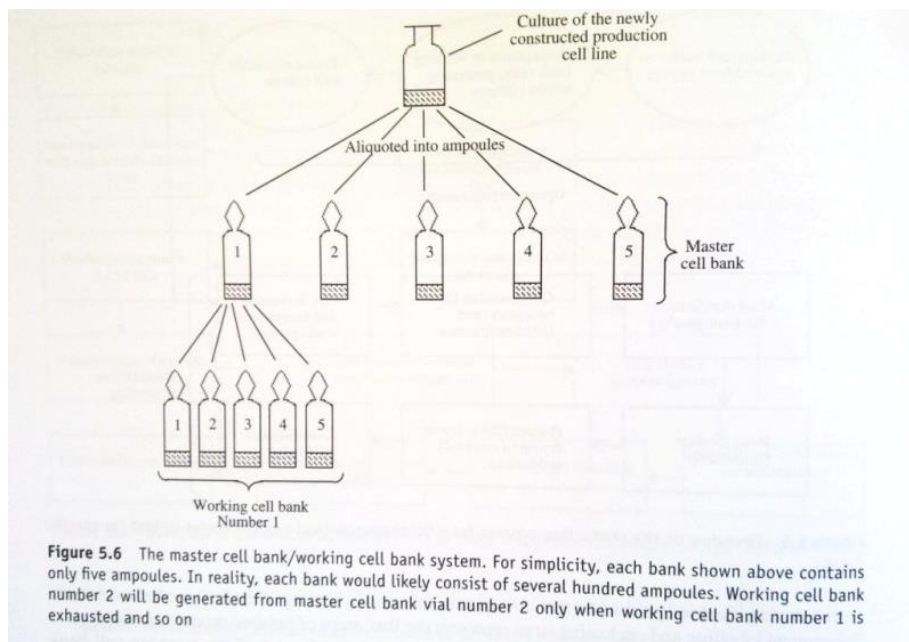 Culture of the newly
constructed production
cell line
Aliquoted into ampoules
1
2
3
4
5
Master
cell bank
1
2
3
4
5
Working cell bank
Number 1
Figure 5.6 The master cell bank/working cell bank system. For simplicity, each bank shown above contains
only five ampoules. In reality, each bank would likely consist of several hundred ampoules. Working cell bank
number 2 will be generated from master cell bank vial number 2 only when working cell bank number 1 is
exhausted and so on